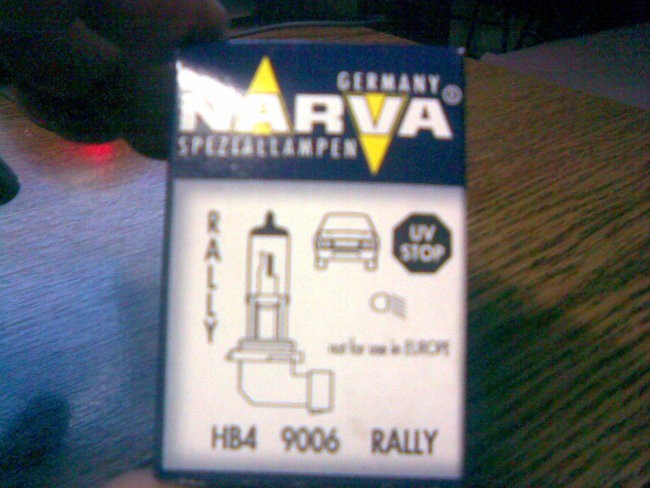 GERMANY
NARVA®
SPEZIALLAMPEN
RALLY
UV
STOP
not for use in EUROPE
HB4 9006 RALLY